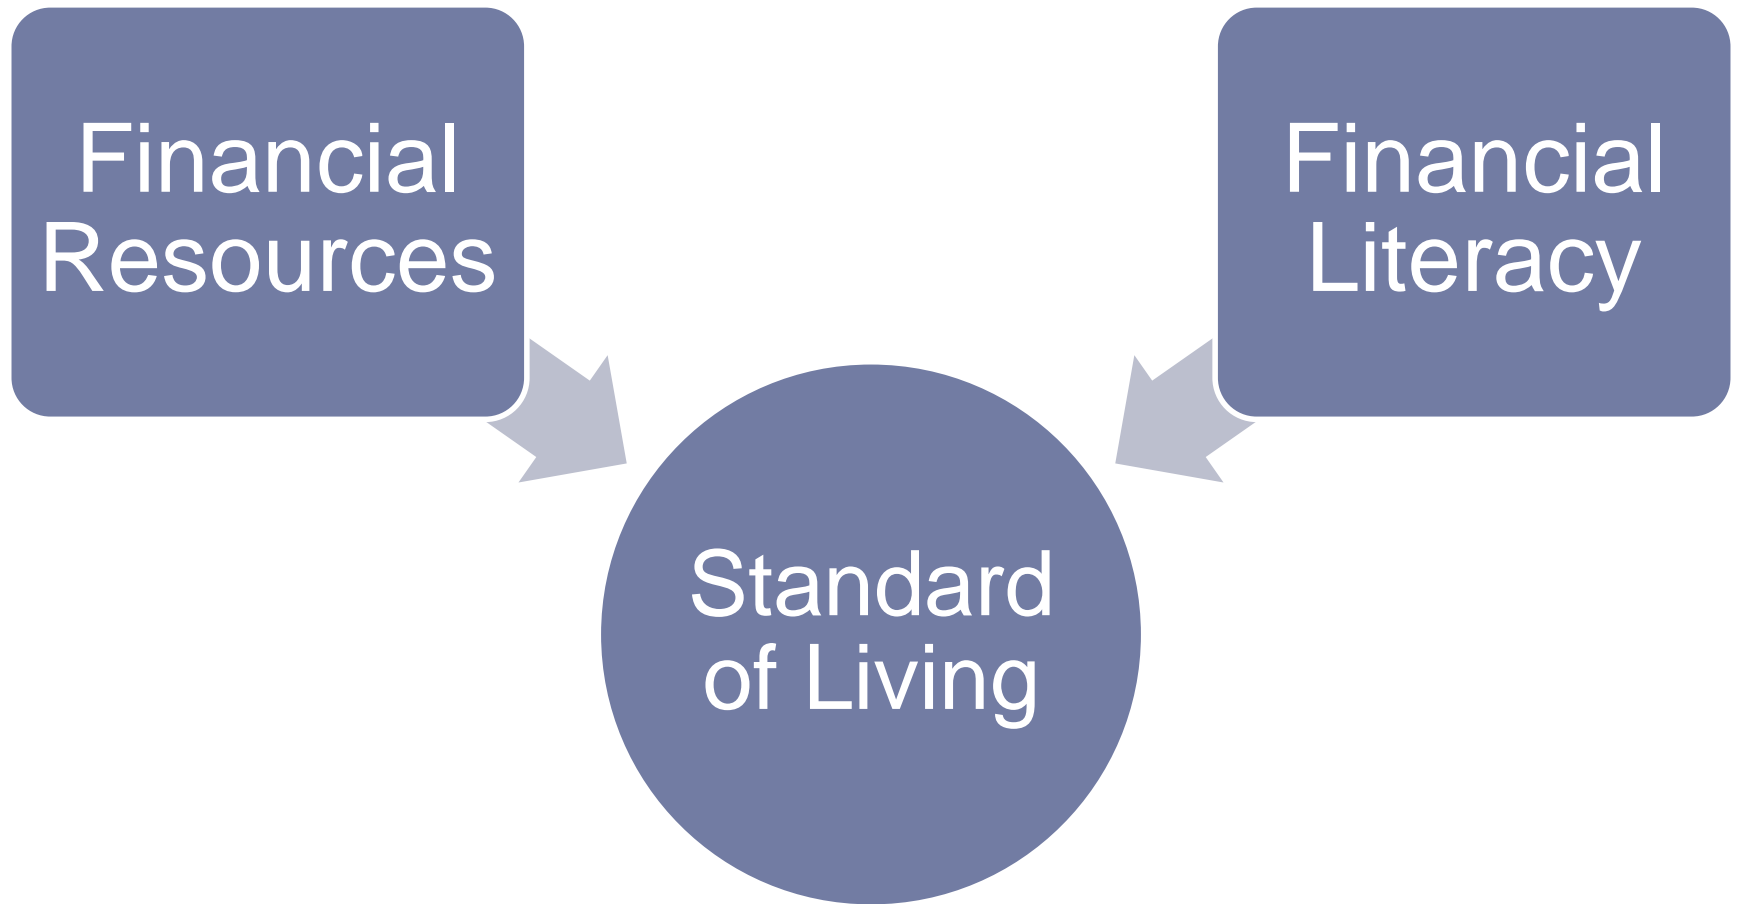 Financial
Resources
Financial
Literacy
Standard
of Living